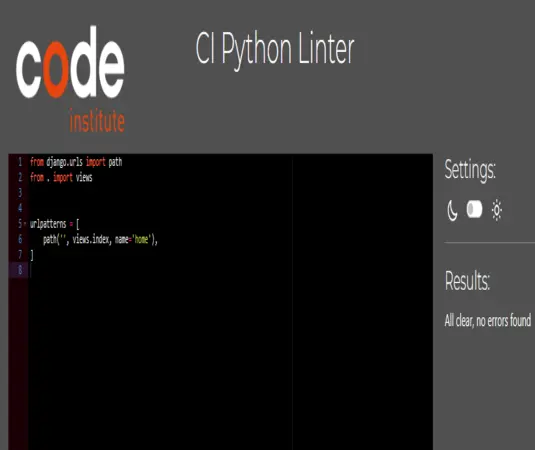 code
institute
CI Python Linter
1 from django.urls import path
2 from . import views
3
4
5 urlpatterns = [
6 path('', views.index, name='home'),
7 ]
8
Settings:
Results:
All clear, no errors found